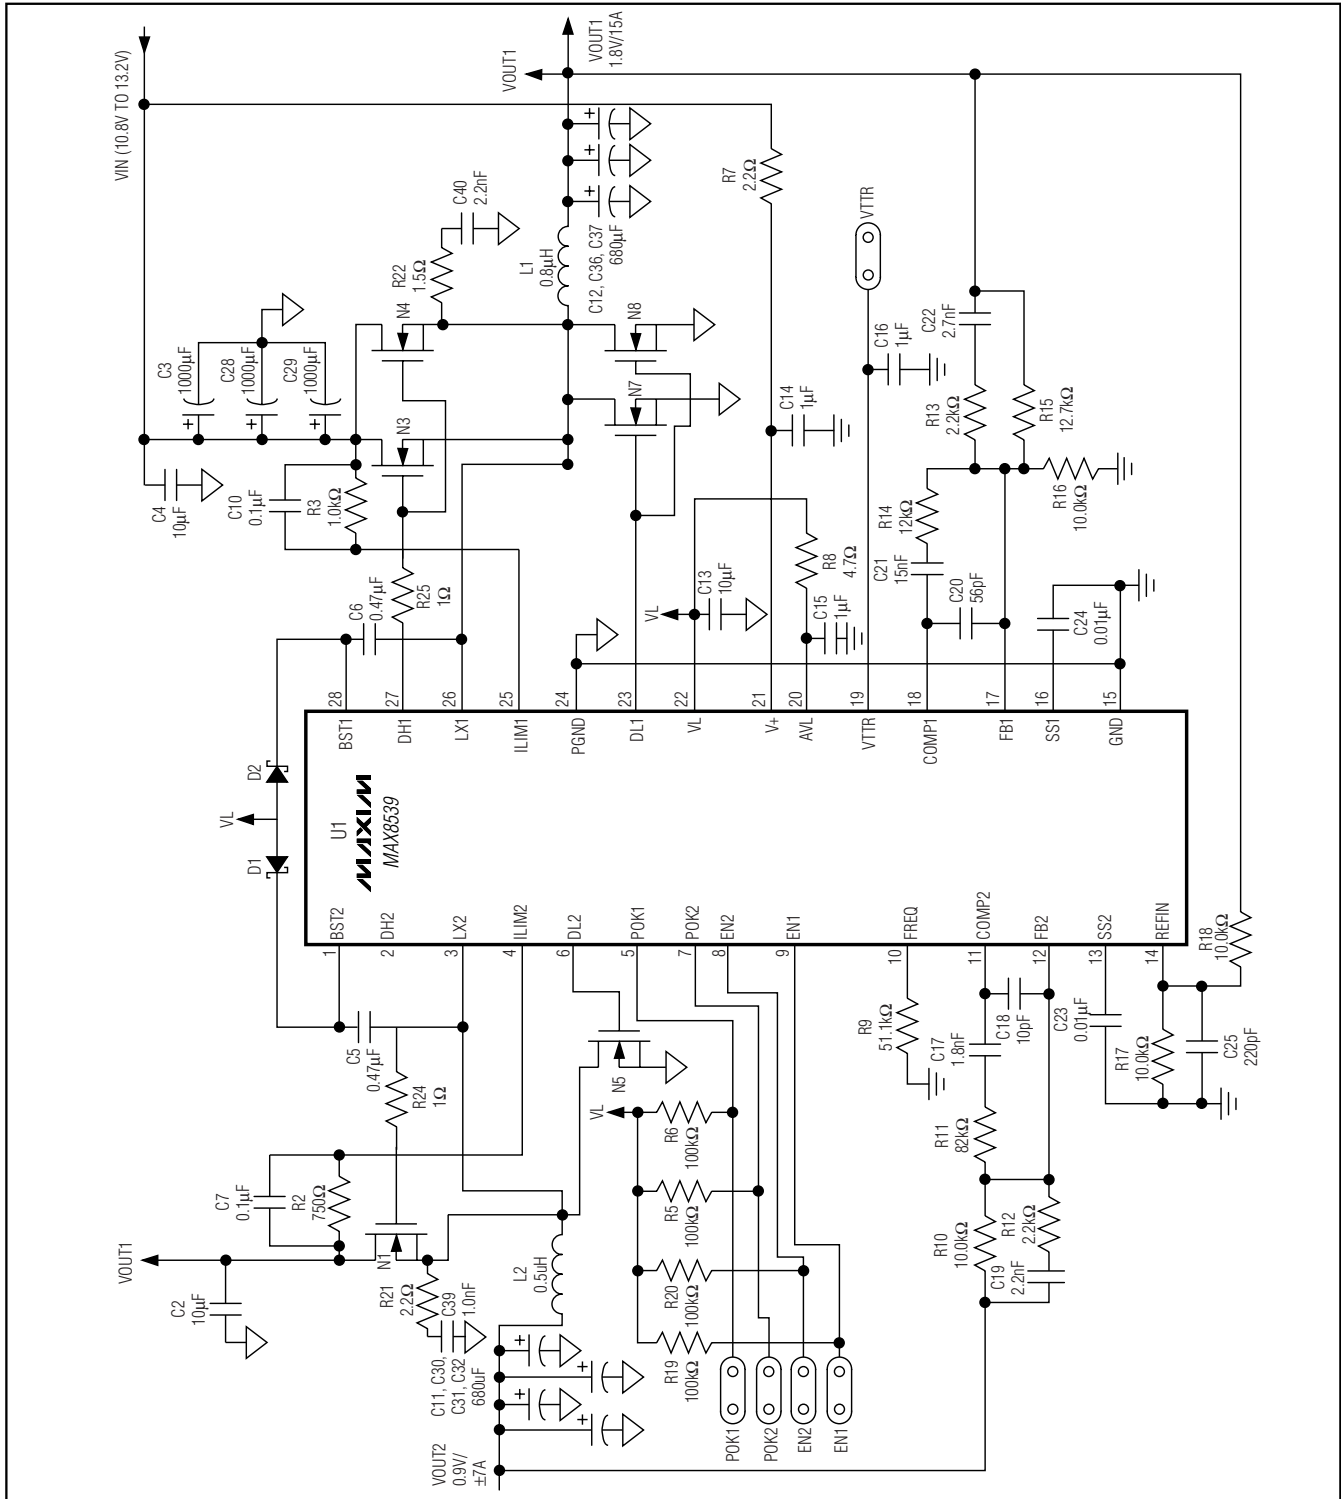 VIN (10.8V TO 13.2V)
VOUT1
VOUT1
1.8V/15A
C3
1000µF
C28
1000µF
C29
1000µF
C4
10µF
C10
0.1µF
R3
1.0kΩ
N3
N4
R22
1.5Ω
C40
2.2nF
L1
0.8µH
C12, C36, C37
680µF
N7
N8
R7
2.2Ω
VTTR
C6
0.47µF
R25
1Ω
VL
C13
10µF
R8
4.7Ω
C15
1µF
C14
1µF
C16
1µF
C22
2.7nF
R13
2.2kΩ
R15
12.7kΩ
R14
12kΩ
C21
15nF
C20
56pF
R16
10.0kΩ
C24
0.01µF
28
27
26
25
24
23
22
21
20
19
18
17
16
15
BST1
DH1
LX1
ILIM1
PGND
DL1
VL
V+
AVL
VTTR
COMP1
FB1
SS1
GND
D2
VL
D1
U1
MAXIM
MAX8539
BST2
DH2
LX2
ILIM2
DL2
POK1
POK2
EN2
EN1
FREQ
COMP2
FB2
SS2
REFIN
1
2
3
4
6
5
7
8
9
10
11
12
13
14
C5
0.47µF
R24
1Ω
C7
0.1µF
R2
750Ω
VOUT1
C2
10µF
N1
R21
2.2Ω
C39
1.0nF
L2
0.5uH
C11, C30,
C31, C32
680uF
VOUT2
0.9V/
±7A
N5
VL
R6
100kΩ
R5
100kΩ
R20
100kΩ
R19
100kΩ
POK1
POK2
EN2
EN1
R9
51.1kΩ
C17
1.8nF
C18
10pF
R11
82kΩ
R10
10.0kΩ
R12
2.2kΩ
C19
2.2nF
C23
0.01µF
R17
10.0kΩ
C25
220pF
R18
10.0kΩ